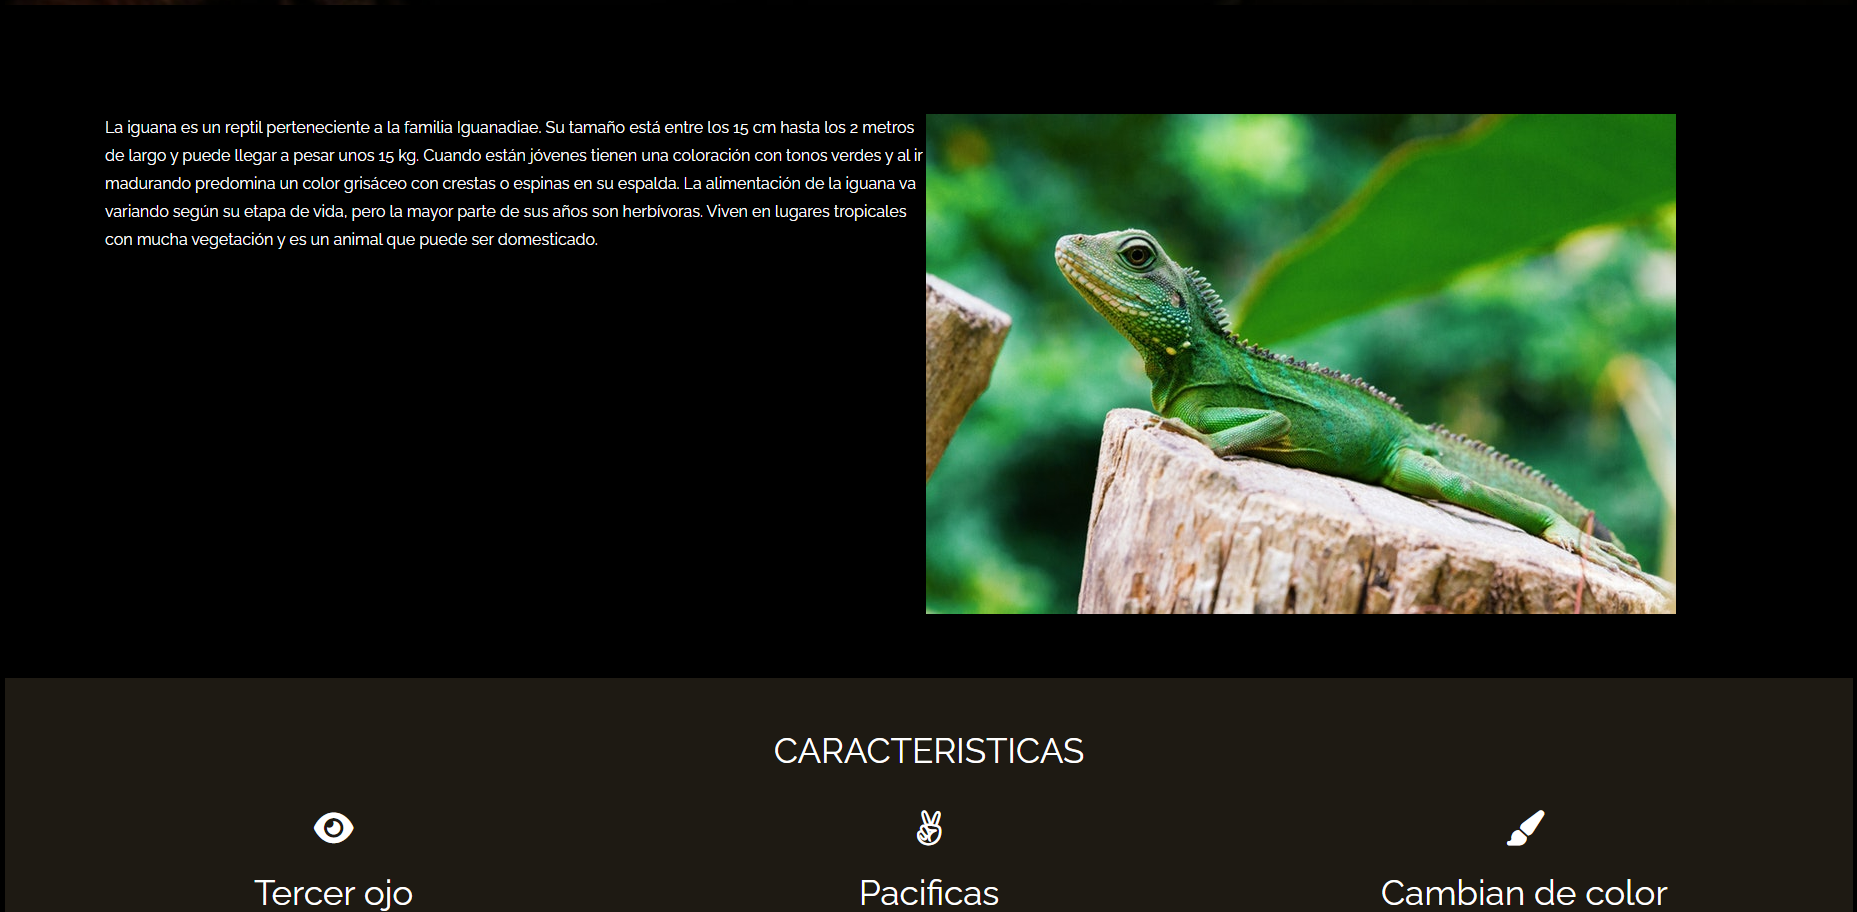 La iguana es un reptil perteneciente a la familia Iguanadiae. Su tamaño está entre los 15 cm hasta los 2 metros
de largo y puede llegar a pesar unos 15 kg. Cuando están jóvenes tienen una coloración con tonos verdes y al ir
madurando predomina un color grisáceo con crestas o espinas en su espalda. La alimentación de la iguana va
variando según su etapa de vida, pero la mayor parte de sus años son herbívoras. Viven en lugares tropicales
con mucha vegetación y es un animal que puede ser domesticado.
CARACTERISTICAS
Tercer ojo
Pacificas
Cambian de color